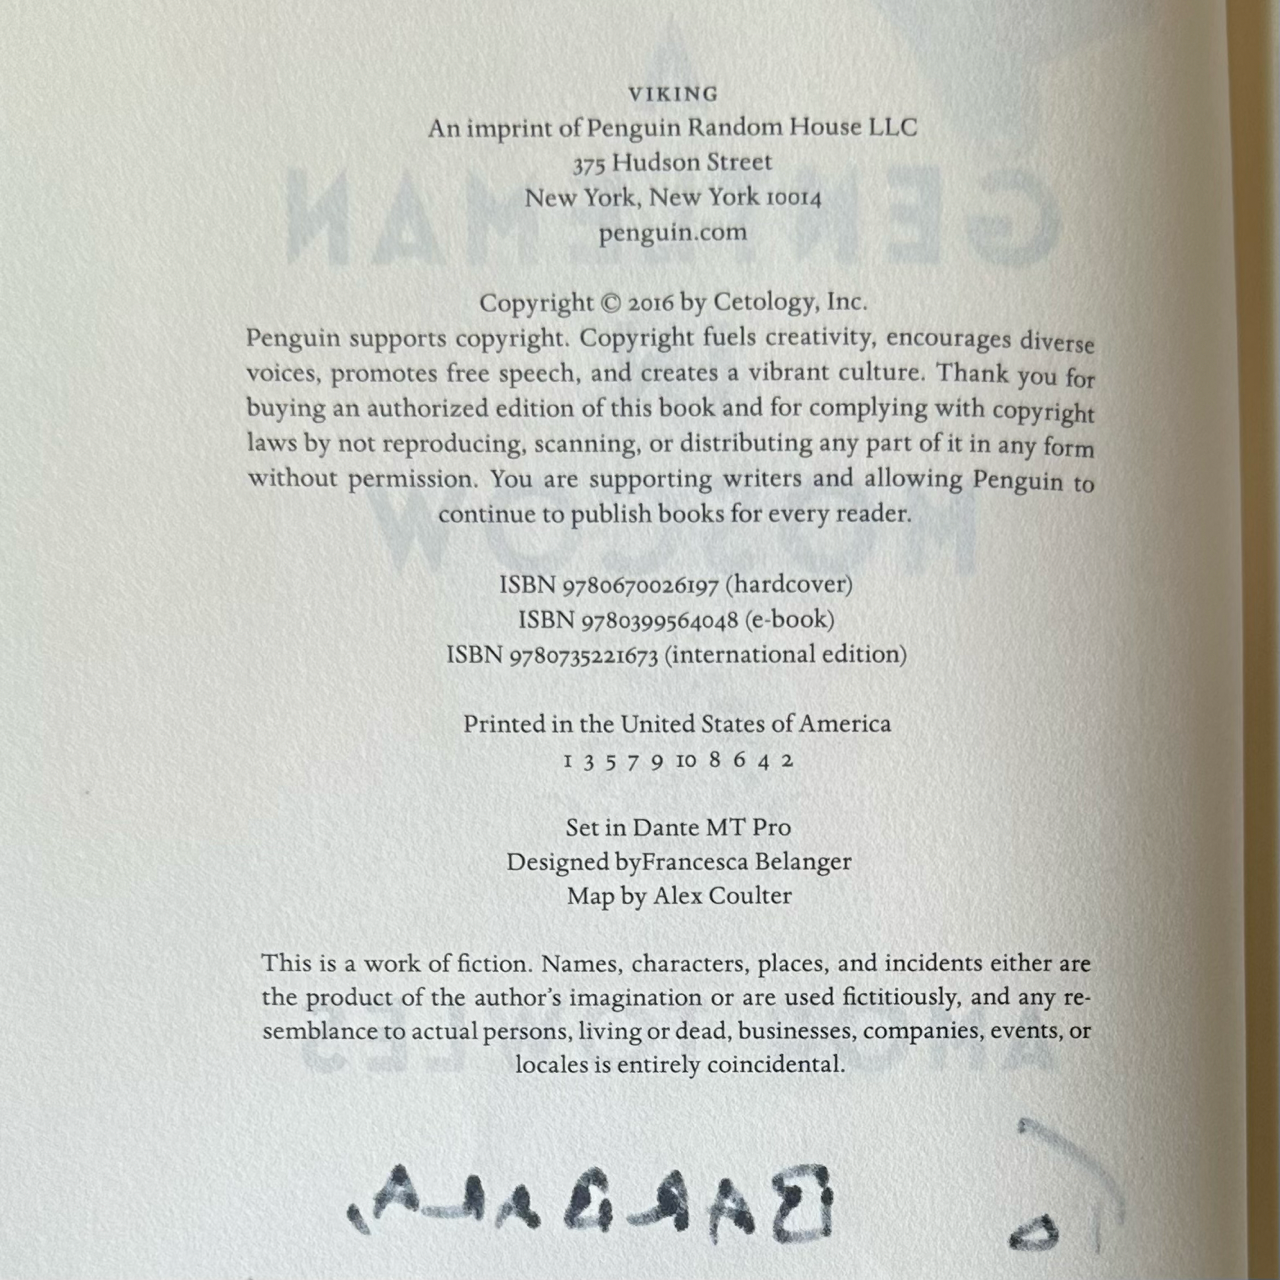 VIKING
An imprint of Penguin Random House LLC
375 Hudson Street
New York, New York 10014
penguin.com
Copyright © 2016 by Cetology, Inc.
Penguin supports copyright. Copyright fuels creativity, encourages diverse
voices, promotes free speech, and creates a vibrant culture. Thank you for
buying an authorized edition of this book and for complying with copyright
laws by not reproducing, scanning, or distributing any part of it in any form
without permission. You are supporting writers and allowing Penguin to
continue to publish books for every reader.
ISBN 9780670026197 (hardcover)
ISBN 9780399564048 (e-book)
ISBN 9780735221673 (international edition)
Printed in the United States of America
1 3 5 7 9 10 8 6 4 2
Set in Dante MT Pro
Designed byFrancesca Belanger
Map by Alex Coulter
This is a work of fiction. Names, characters, places, and incidents either are
the product of the author’s imagination or are used fictitiously, and any re-
semblance to actual persons, living or dead, businesses, companies, events, or
locales is entirely coincidental.